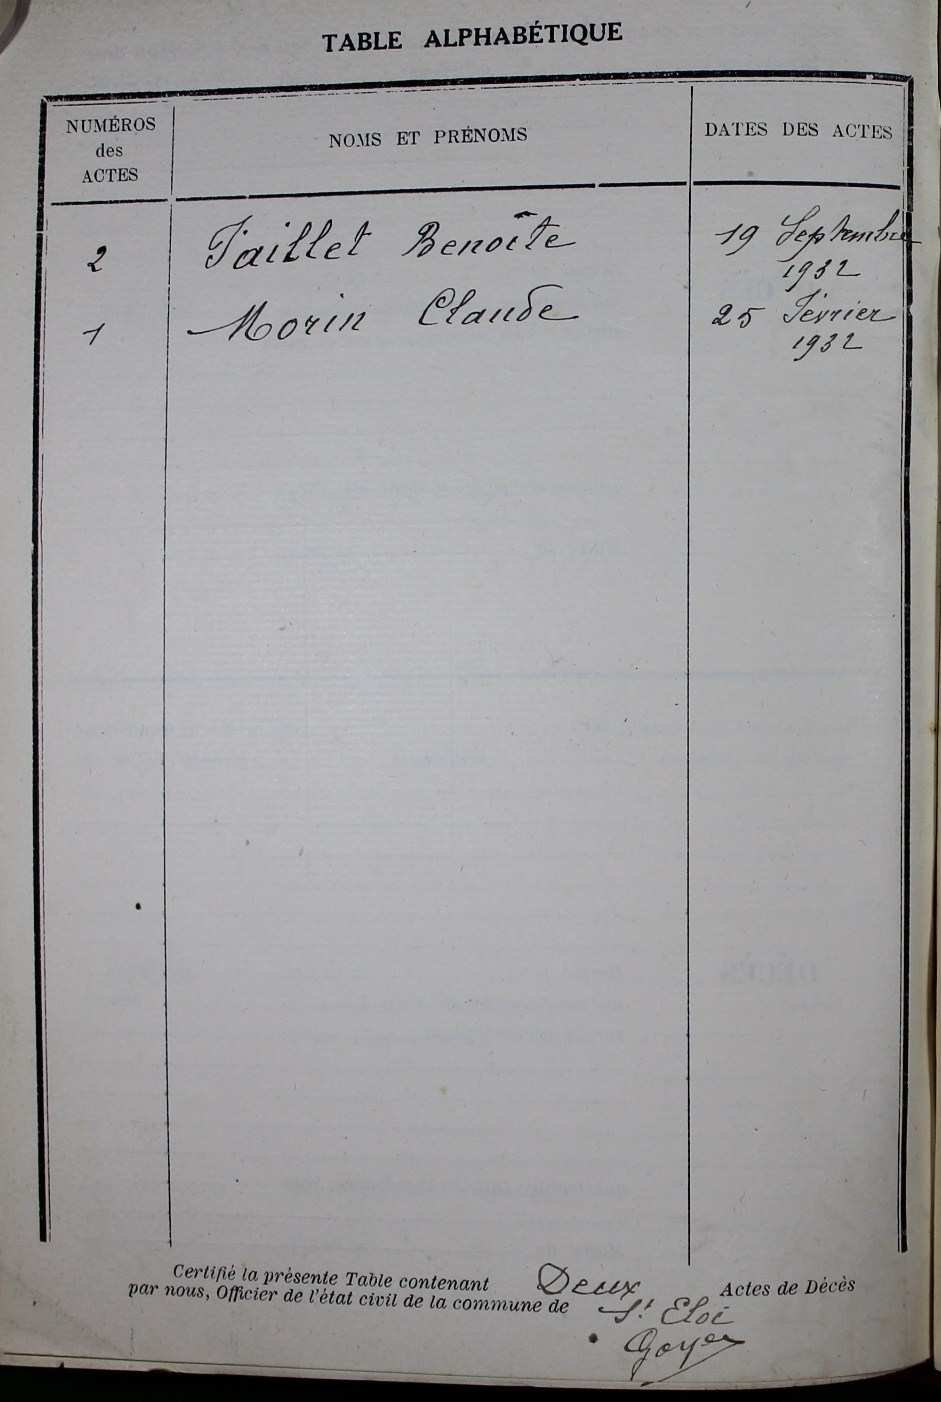 TABLE ALPHABÉTIQUE
NUMÉROS
des
ACTES
NOMS ET PRÉNOMS
DATES DES ACTES
2 Jaillet Benoîte 19 Septembre
1932
1 Morin Claude 25 Février
1932
Certifié la présente Table contenant Deux Actes de Décès
par nous, Officier de l'état civil de la commune de St Eloi